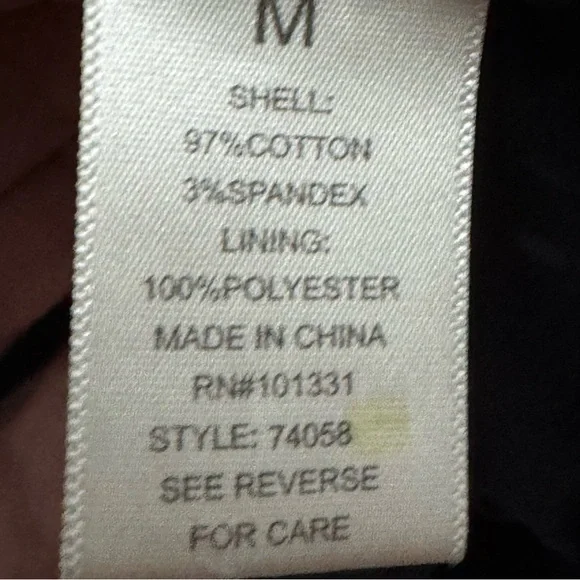 M
SHELL:
97%COTTON
3%SPANDEX
LINING:
100%POLYESTER
MADE IN CHINA
RN#101331
STYLE: 74058
SEE REVERSE
FOR CARE